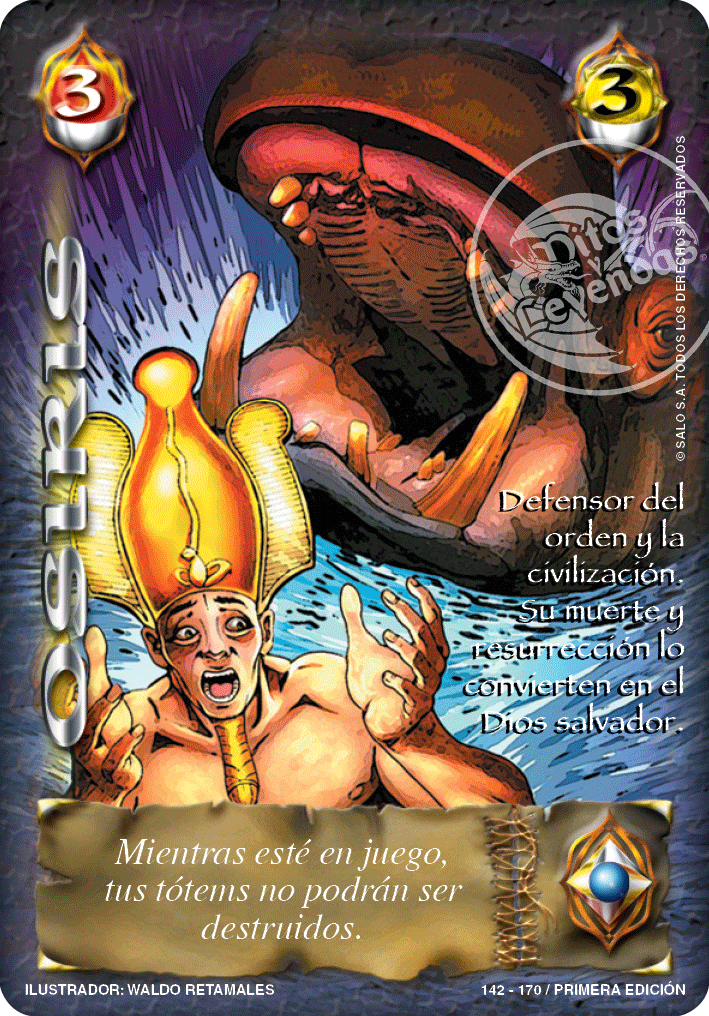 3
3
Mitos
y
Leyendas
© SALO S.A. TODOS LOS DERECHOS RESERVADOS
OSIRIS
Defensor del
orden y la
civilización.
Su muerte y
resurrección lo
convierten en el
Dios salvador.
Mientras esté en juego,
tus tótems no podrán ser
destruidos.
ILUSTRADOR: WALDO RETAMALES
142 - 170 / PRIMERA EDICIÓN